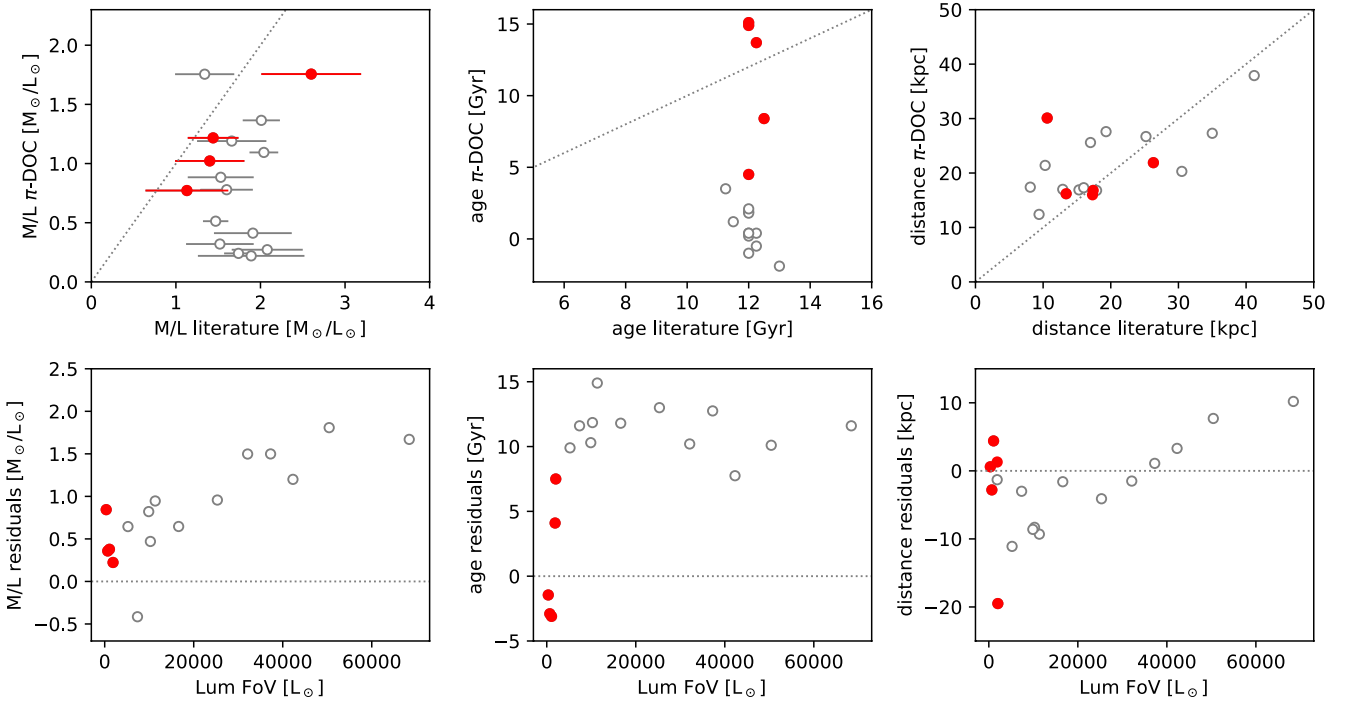 M/L π-DOC [M⊙/L⊙]
2.0
1.5
1.0
0.5
0.0
0 1 2 3 4
M/L literature [M⊙/L⊙]
age π-DOC [Gyr]
15
10
5
0
6 8 10 12 14 16
age literature [Gyr]
distance π-DOC [kpc]
50
40
30
20
10
0
0 10 20 30 40 50
distance literature [kpc]
M/L residuals [M⊙/L⊙]
2.5
2.0
1.5
1.0
0.5
0.0
−0.5
0 20000 40000 60000
Lum FoV [L⊙]
age residuals [Gyr]
15
10
5
0
−5
0 20000 40000 60000
Lum FoV [L⊙]
distance residuals [kpc]
10
0
−10
−20
0 20000 40000 60000
Lum FoV [L⊙]